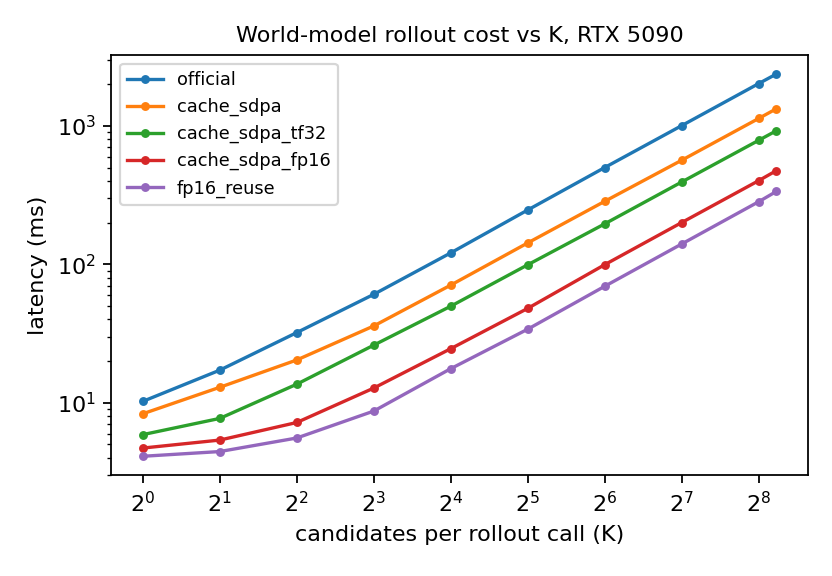 World-model rollout cost vs K, RTX 5090
official
cache_sdpa
cache_sdpa_tf32
cache_sdpa_fp16
fp16_reuse
10³
10²
10¹
latency (ms)
2⁰ 2¹ 2² 2³ 2⁴ 2⁵ 2⁶ 2⁷ 2⁸
candidates per rollout call (K)